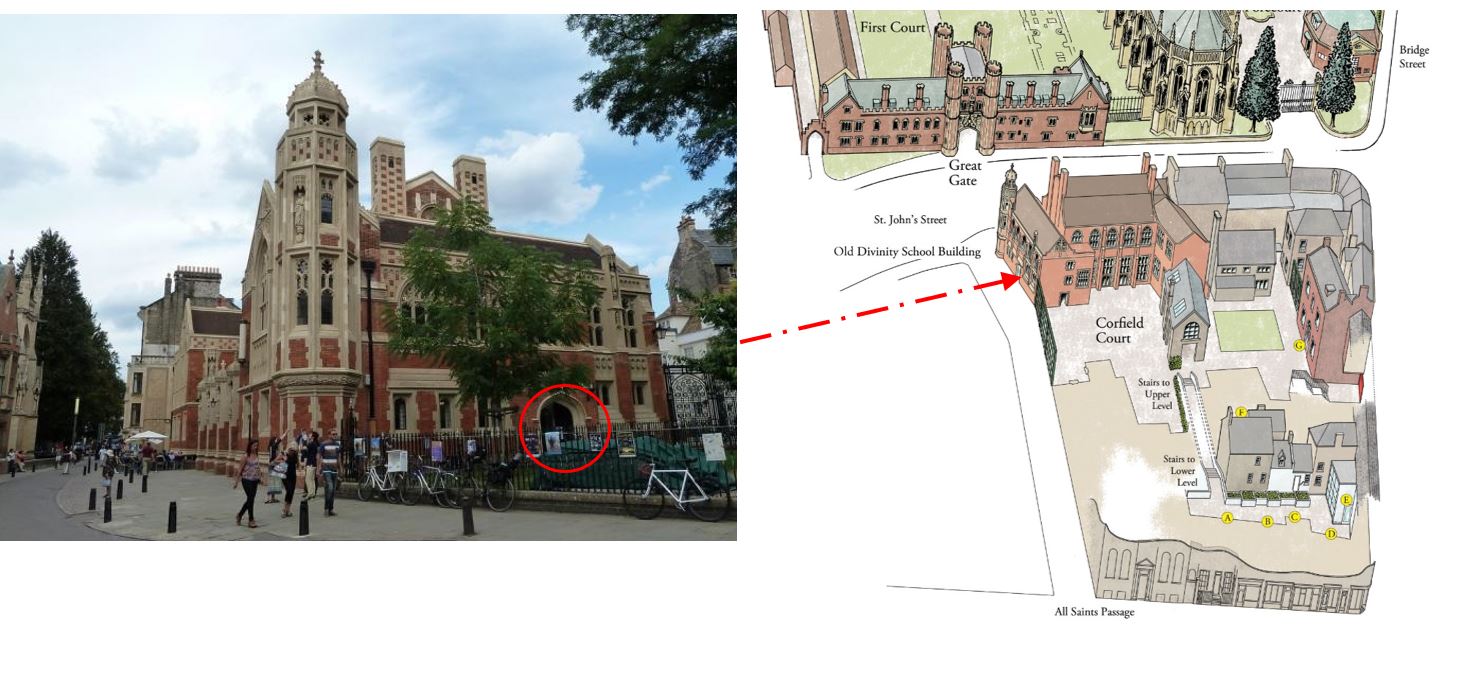 First Court
Forecourt
Bridge
Street
Great
Gate
St. John's Street
Old Divinity School Building
Corfield
Court
G
Stairs to
Upper
Level
F
Stairs to
Lower
Level
E
A
B
C
D
All Saints Passage